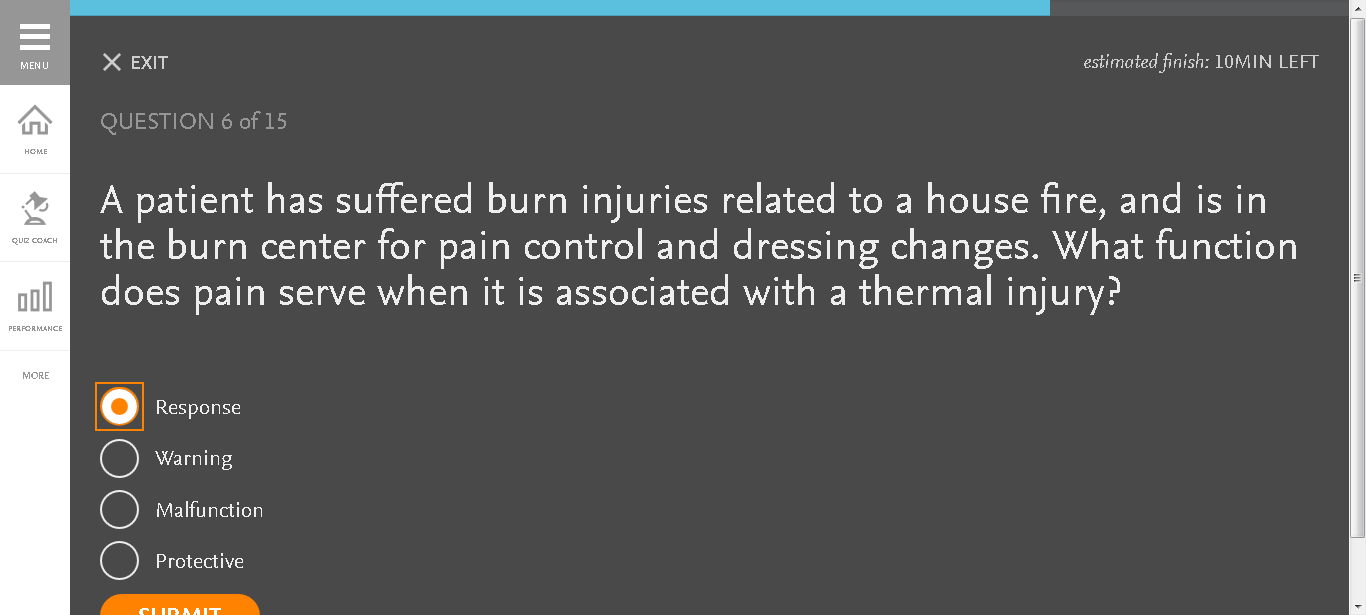 MENU
EXIT
estimated finish: 10MIN LEFT
QUESTION 6 of 15
HOME
A patient has suffered burn injuries related to a house fire, and is in
the burn center for pain control and dressing changes. What function
does pain serve when it is associated with a thermal injury?
QUIZ COACH
PERFORMANCE
MORE
Response
Warning
Malfunction
Protective
SUBMIT